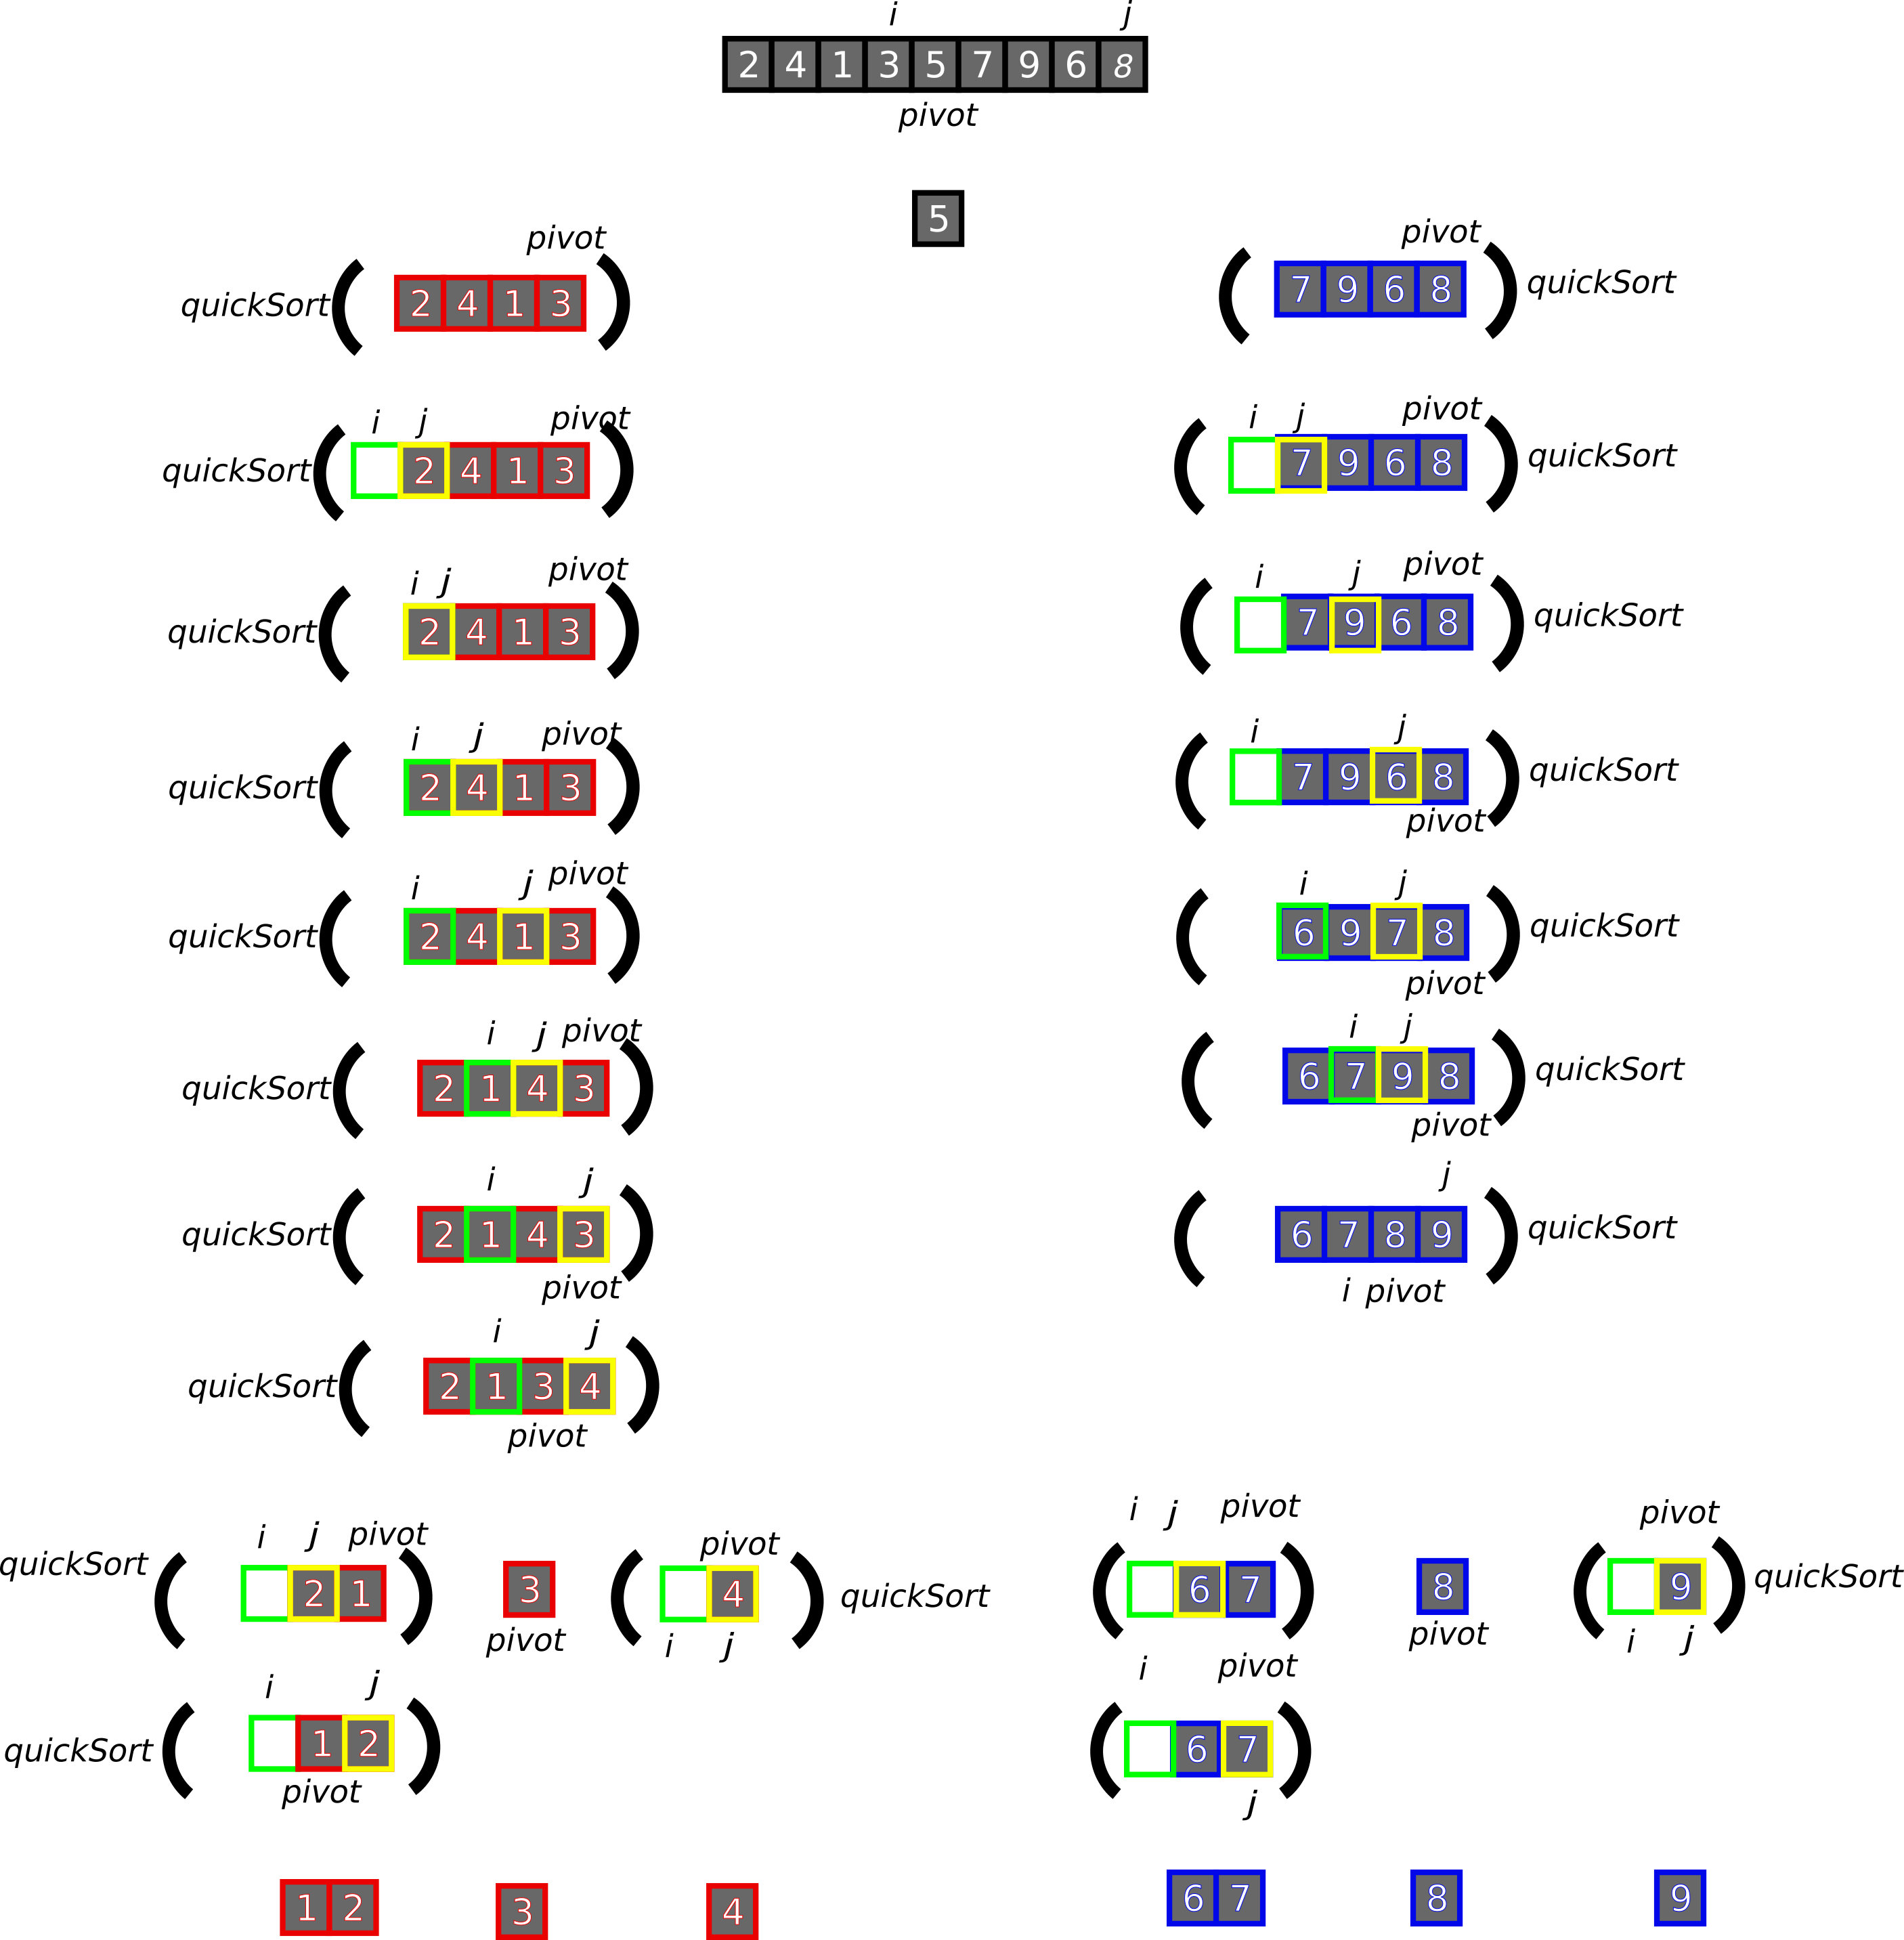 i j
2 4 1 3 5 7 9 6 8
pivot
5
pivot
quickSort ( 2 4 1 3 )
pivot
( 7 9 6 8 ) quickSort
i j pivot
quickSort ( 2 4 1 3 )
i j pivot
( 7 9 6 8 ) quickSort
i j pivot
quickSort ( 2 4 1 3 )
i j pivot
( 7 9 6 8 ) quickSort
i j pivot
quickSort ( 2 4 1 3 )
i j
( 7 9 6 8 ) quickSort
pivot
i j pivot
quickSort ( 2 4 1 3 )
i j
( 6 9 7 8 ) quickSort
pivot
i j pivot
quickSort ( 2 1 4 3 )
i j
( 6 7 9 8 ) quickSort
pivot
i j
quickSort ( 2 1 4 3 )
pivot
j
( 6 7 8 9 ) quickSort
i pivot
i j
quickSort ( 2 1 3 4 )
pivot
i j pivot
quickSort ( 2 1 )
3
pivot
pivot
( 4 ) quickSort
i j
i j pivot
( 6 7 )
8
pivot
pivot
( 9 ) quickSort
i j
i j
quickSort ( 1 2 )
pivot
i pivot
( 6 7 )
j
1 2 3 4 6 7 8 9